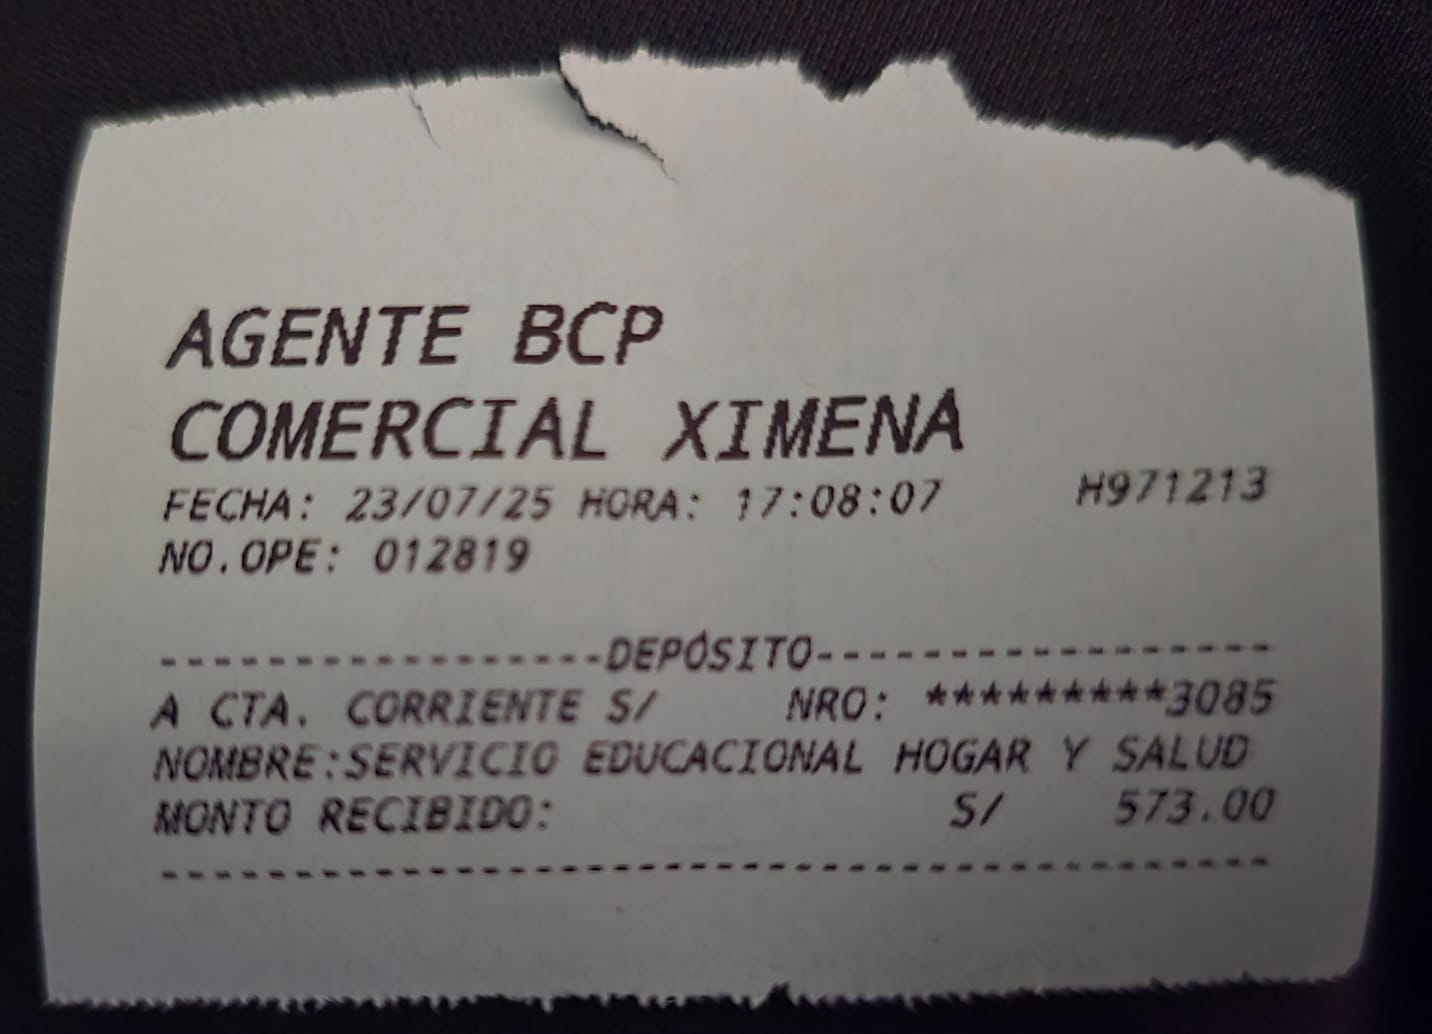 AGENTE BCP
COMERCIAL XIMENA
FECHA: 23/07/25 HORA: 17:08:07 H971213
NO.OPE: 012819
-----------------DEPÓSITO-----------------
A CTA. CORRIENTE S/ NRO: *********3085
NOMBRE:SERVICIO EDUCACIONAL HOGAR Y SALUD
MONTO RECIBIDO: S/ 573.00
------------------------------------------